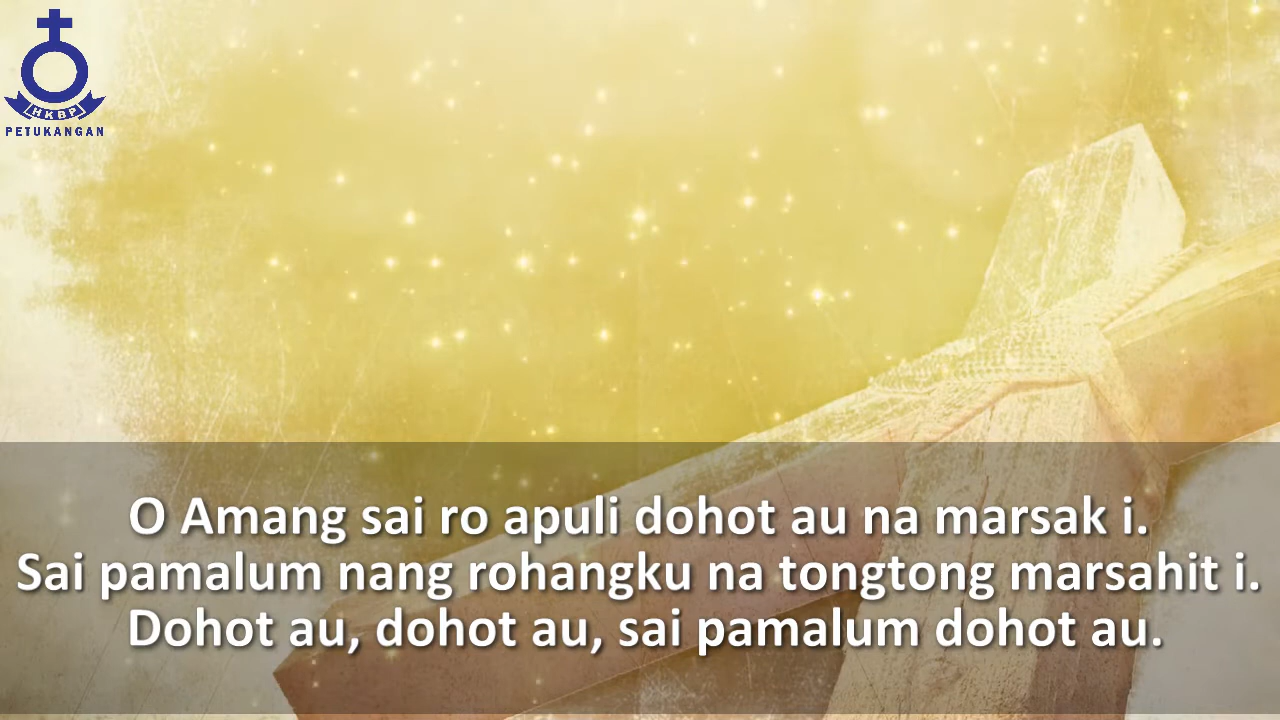 HKBP
PETUKANGAN
O Amang sai ro apuli dohot au na marsak i.
Sai pamalum nang rohangku na tongtong marsahit i.
Dohot au, dohot au, sai pamalum dohot au.